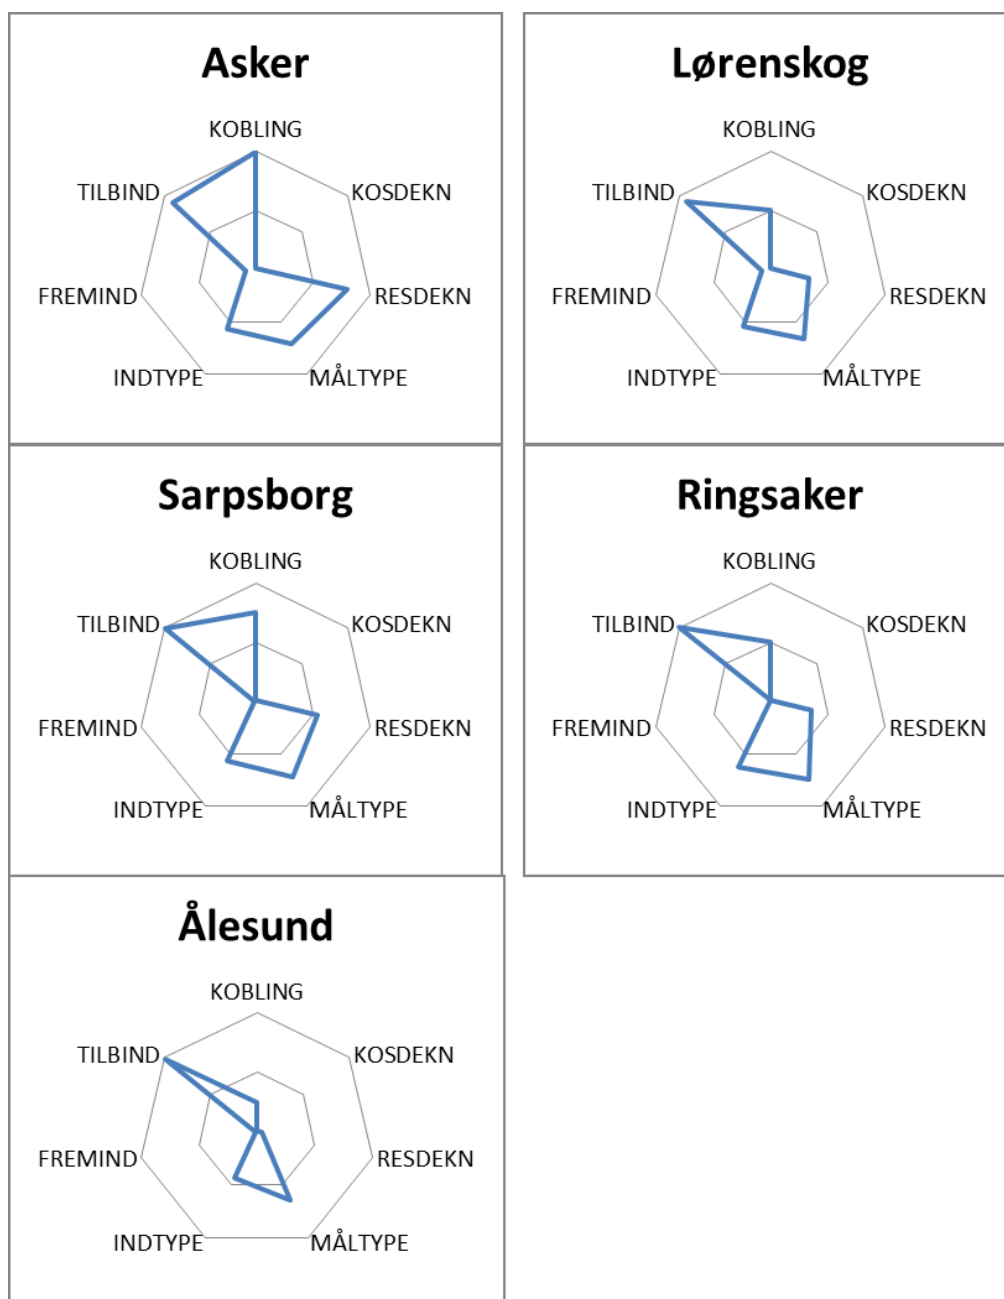 Asker
KOBLING
TILBIND
KOSDEKN
FREMIND
RESDEKN
INDTYPE
MÅLTYPE
Lørenskog
KOBLING
TILBIND
KOSDEKN
FREMIND
RESDEKN
INDTYPE
MÅLTYPE
Sarpsborg
KOBLING
TILBIND
KOSDEKN
FREMIND
RESDEKN
INDTYPE
MÅLTYPE
Ringsaker
KOBLING
TILBIND
KOSDEKN
FREMIND
RESDEKN
INDTYPE
MÅLTYPE
Ålesund
KOBLING
TILBIND
KOSDEKN
FREMIND
RESDEKN
INDTYPE
MÅLTYPE